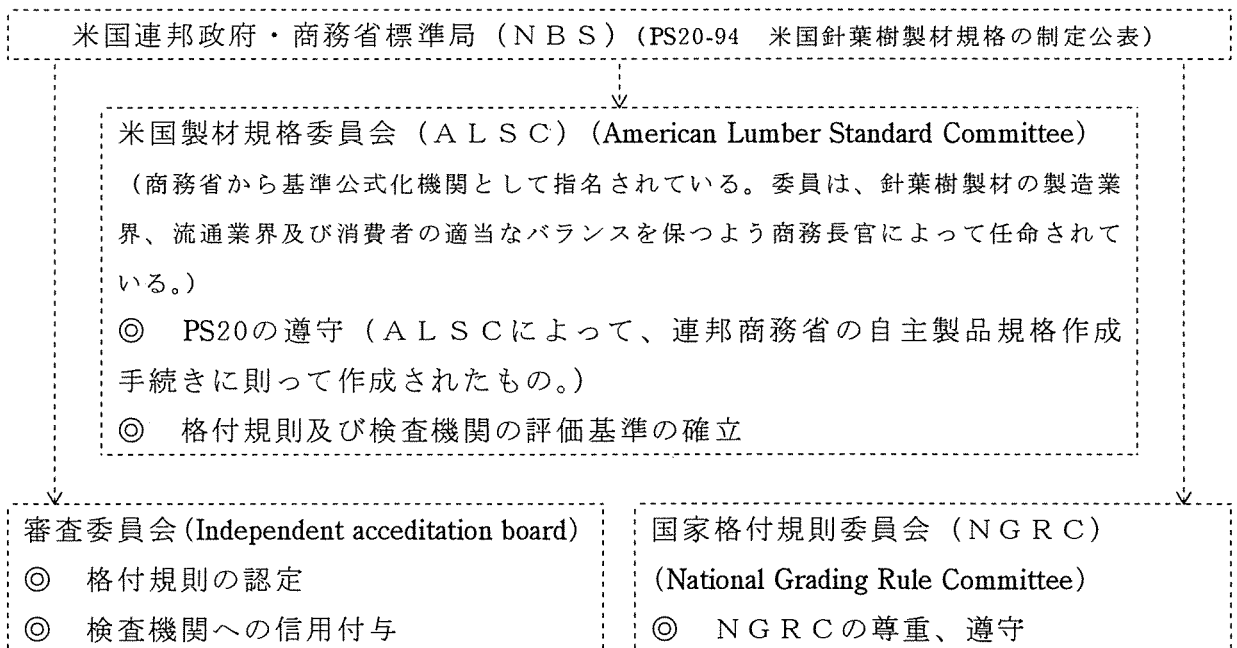 米国連邦政府・商務省標準局（ＮＢＳ）(PS20-94　米国針葉樹製材規格の制定公表)
米国製材規格委員会（ＡＬＳＣ）(American Lumber Standard Committee)
（商務省から基準公式化機関として指名されている。委員は、針葉樹製材の製造業
界、流通業界及び消費者の適当なバランスを保つよう商務長官によって任命されて
いる。）
◎　PS20の遵守（ＡＬＳＣによって、連邦商務省の自主製品規格作成
手続きに則って作成されたもの。）
◎　格付規則及び検査機関の評価基準の確立
審査委員会(Independent acceditation board)
◎　格付規則の認定
◎　検査機関への信用付与
国家格付規則委員会（ＮＧＲＣ）
(National Grading Rule Committee)
◎　ＮＧＲＣの尊重、遵守